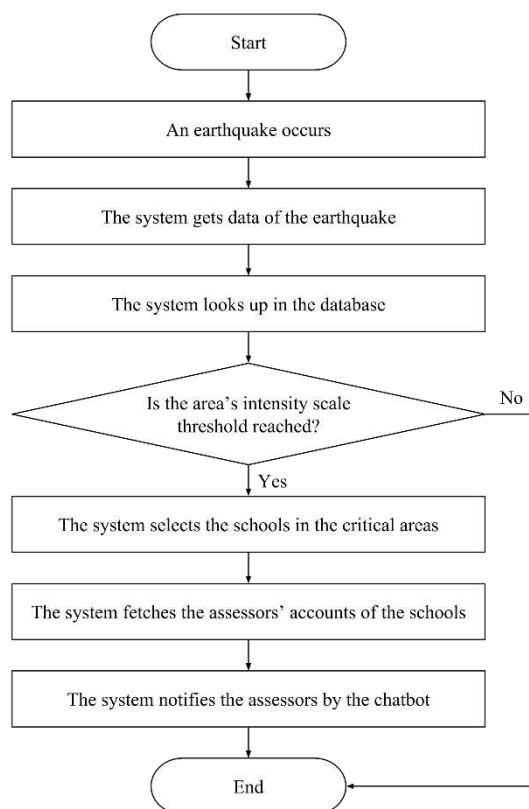 Start
An earthquake occurs
The system gets data of the earthquake
The system looks up in the database
Is the area’s intensity scale
threshold reached?
No
Yes
The system selects the schools in the critical areas
The system fetches the assessors’ accounts of the schools
The system notifies the assessors by the chatbot
End